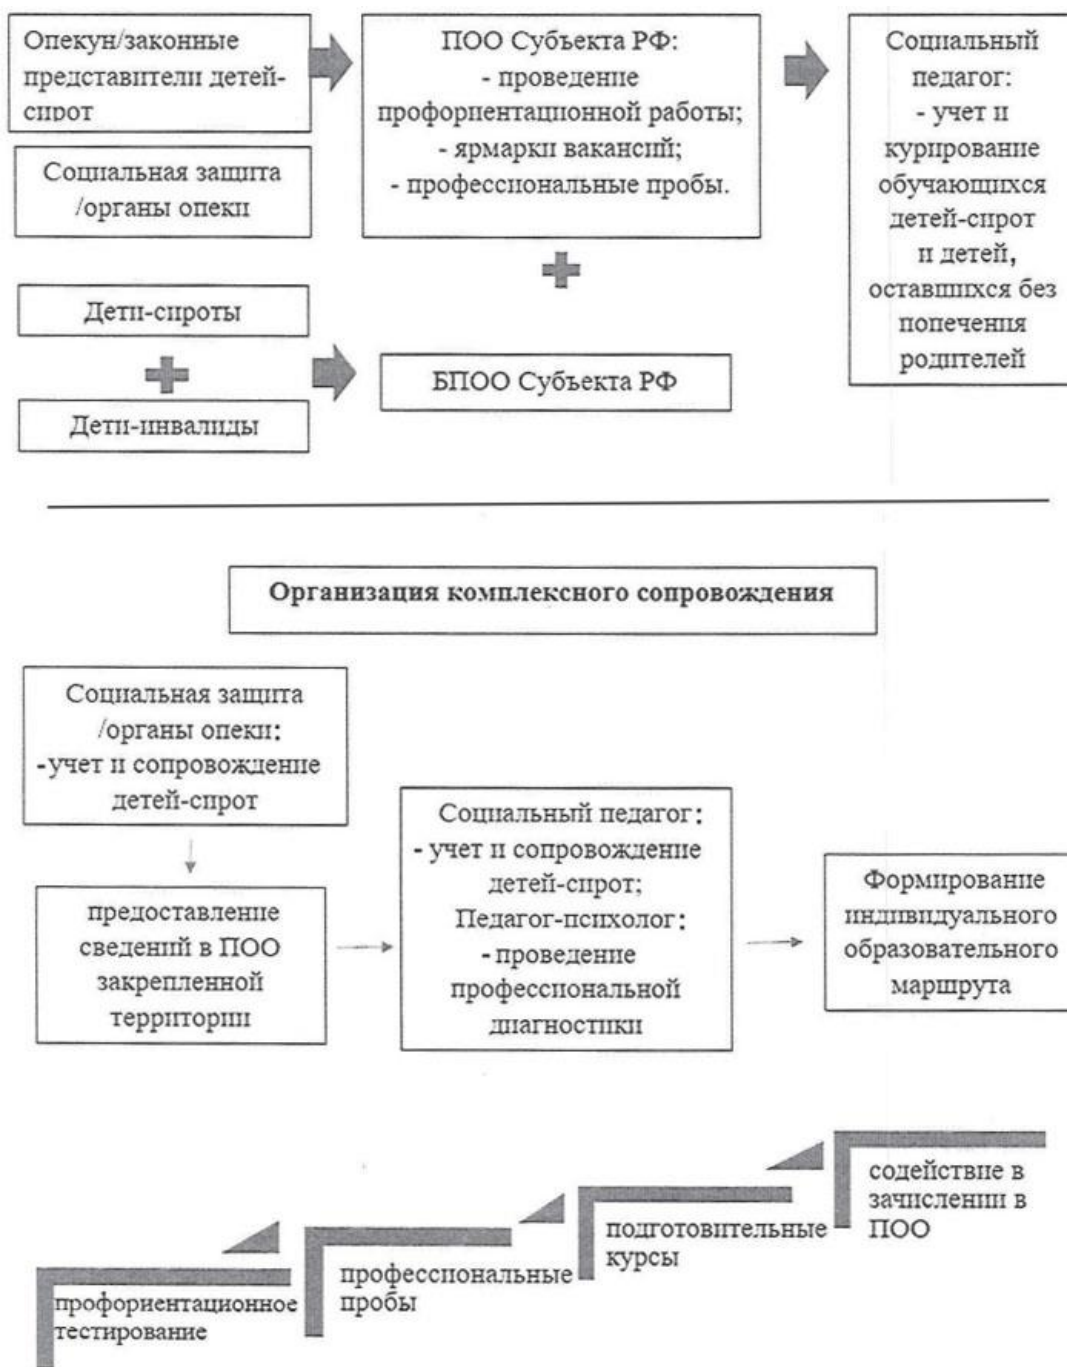 Опекун/законные
представители детей-
сирот
Социальная защита
/органы опеки
Дети-сироты
Дети-инвалиды
ПОО Субъекта РФ:
- проведение
профориентационной работы;
- ярмарки вакансий;
- профессиональные пробы.
БПОО Субъекта РФ
Социальный
педагог:
- учет и
курирование
обучающихся
детей-сирот
и детей,
оставшихся без
попечения
родителей
Организация комплексного сопровождения
Социальная защита
/органы опеки:
-учет и сопровождение
детей-сирот
предоставление
сведений в ПОО
закрепленной
территории
Социальный педагог:
- учет и сопровождение
детей-сирот;
Педагог-психолог:
- проведение
профессиональной
диагностики
Формирование
индивидуального
образовательного
маршрута
профориентационное
тестирование
профессиональные
пробы
подготовительные
курсы
содействие в
зачислении в
ПОО